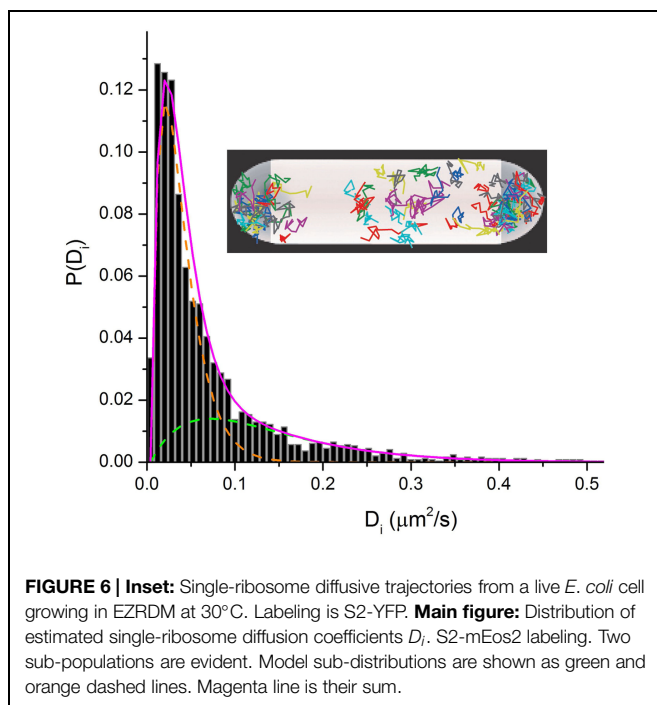 0.12
0.10
0.08
0.06
0.04
0.02
0.00
P(Dᵢ)
0.0 0.1 0.2 0.3 0.4 0.5
Dᵢ (μm²/s)
FIGURE 6 | Inset: Single-ribosome diffusive trajectories from a live E. coli cell
growing in EZRDM at 30°C. Labeling is S2-YFP. Main figure: Distribution of
estimated single-ribosome diffusion coefficients Dᵢ. S2-mEos2 labeling. Two
sub-populations are evident. Model sub-distributions are shown as green and
orange dashed lines. Magenta line is their sum.